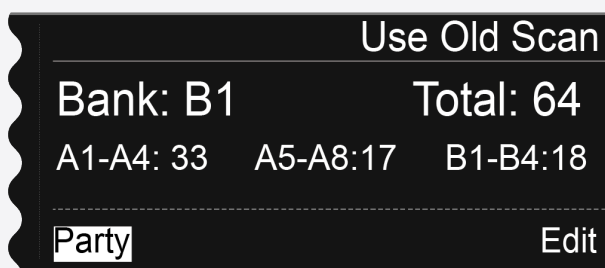 Use Old Scan
Bank: B1 Total: 64
A1-A4: 33 A5-A8:17 B1-B4:18
Party Edit